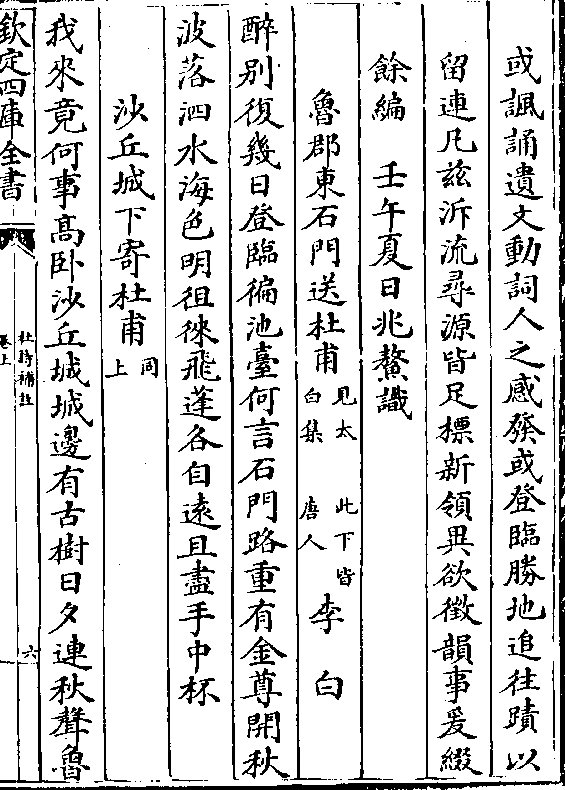 或諷誦遺文動詞人之感發或登臨勝地追往蹟以
留連凡兹泝流尋源皆足標新領異欲徵韻事爰綴
餘編　壬午夏日兆鰲識
魯郡東石門送杜甫見太白集　此下皆唐人　李白
醉別復幾日登臨徧池臺何言石門路重有金尊開秋
波落泗水海色明徂徠飛蓬各自遠且盡手中杯
沙丘城下寄杜甫同上
我來竟何事高卧沙丘城城邊有古樹日夕連秋聲魯
欽定四庫全書
杜詩補註
卷上
六